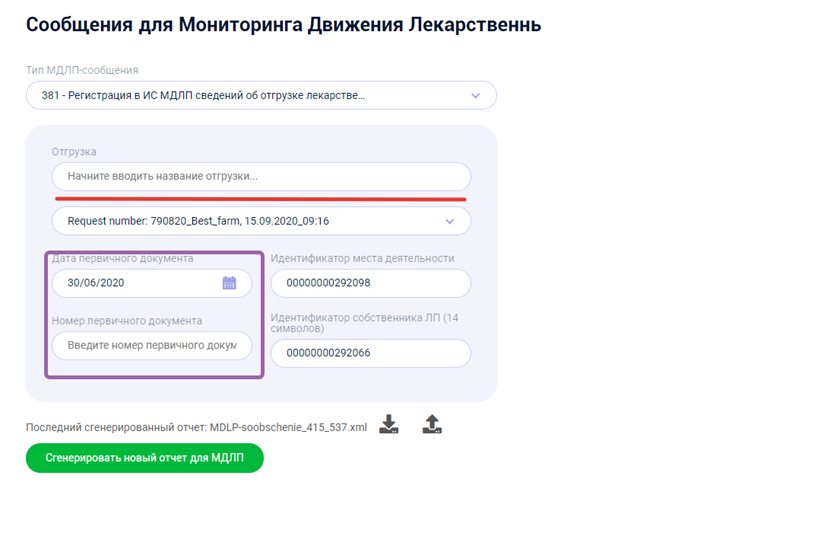 Сообщения для Мониторинга Движения Лекарственнь
Тип МДЛП-сообщения
381 - Регистрация в ИС МДЛП сведений об отгрузке лекарстве...
Отгрузка
Начните вводить название отгрузки...
Request number: 790820_Best_farm, 15.09.2020_09:16
Дата первичного документа
30/06/2020
Номер первичного документа
Введите номер первичного докум
Идентификатор места деятельности
00000000292098
Идентификатор собственника ЛП (14
символов)
00000000292066
Последний сгенерированный отчет: MDLP-soobschenie_415_537.xml
Сгенерировать новый отчет для МДЛП